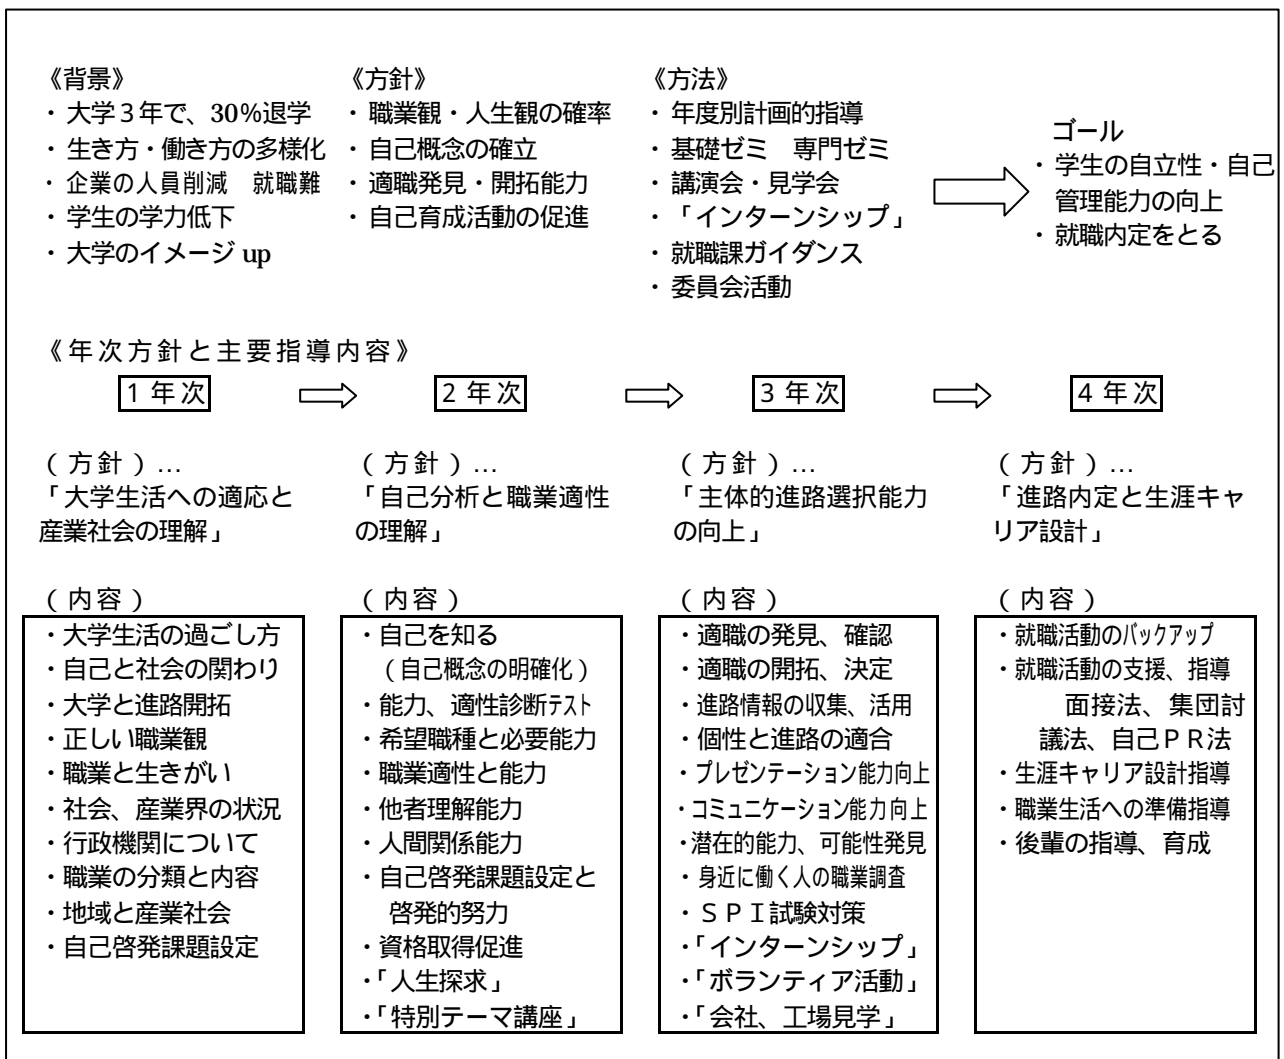 《背景》
・大学３年で、30％退学
・生き方・働き方の多様化
・企業の人員削減　就職難
・学生の学力低下
・大学のイメージ up
《方針》
・職業観・人生観の確率
・自己概念の確立
・適職発見・開拓能力
・自己育成活動の促進
《方法》
・年度別計画的指導
・基礎ゼミ　専門ゼミ
・講演会・見学会
・「インターンシップ」
・就職課ガイダンス
・委員会活動
ゴール
・学生の自立性・自己
管理能力の向上
・就職内定をとる
《年次方針と主要指導内容》
1 年次
2 年次
3 年次
4 年次
（方針）…
「大学生活への適応と
産業社会の理解」
（方針）…
「自己分析と職業適性
の理解」
（方針）…
「主体的進路選択能力
の向上」
（方針）…
「進路内定と生涯キャ
リア設計」
（内容）
・大学生活の過ごし方
・自己と社会の関わり
・大学と進路開拓
・正しい職業観
・職業と生きがい
・社会、産業界の状況
・行政機関について
・職業の分類と内容
・地域と産業社会
・自己啓発課題設定
（内容）
・自己を知る
（自己概念の明確化）
・能力、適性診断テスト
・希望職種と必要能力
・職業適性と能力
・他者理解能力
・人間関係能力
・自己啓発課題設定と
啓発的努力
・資格取得促進
・「人生探求」
・「特別テーマ講座」
（内容）
・適職の発見、確認
・適職の開拓、決定
・進路情報の収集、活用
・個性と進路の適合
・プレゼンテーション能力向上
・コミュニケーション能力向上
・潜在的能力、可能性発見
・身近に働く人の職業調査
・ＳＰＩ試験対策
・「インターンシップ」
・「ボランティア活動」
・「会社、工場見学」
（内容）
・就職活動のバックアップ
・就職活動の支援、指導
面接法、集団討
議法、自己ＰＲ法
・生涯キャリア設計指導
・職業生活への準備指導
・後輩の指導、育成